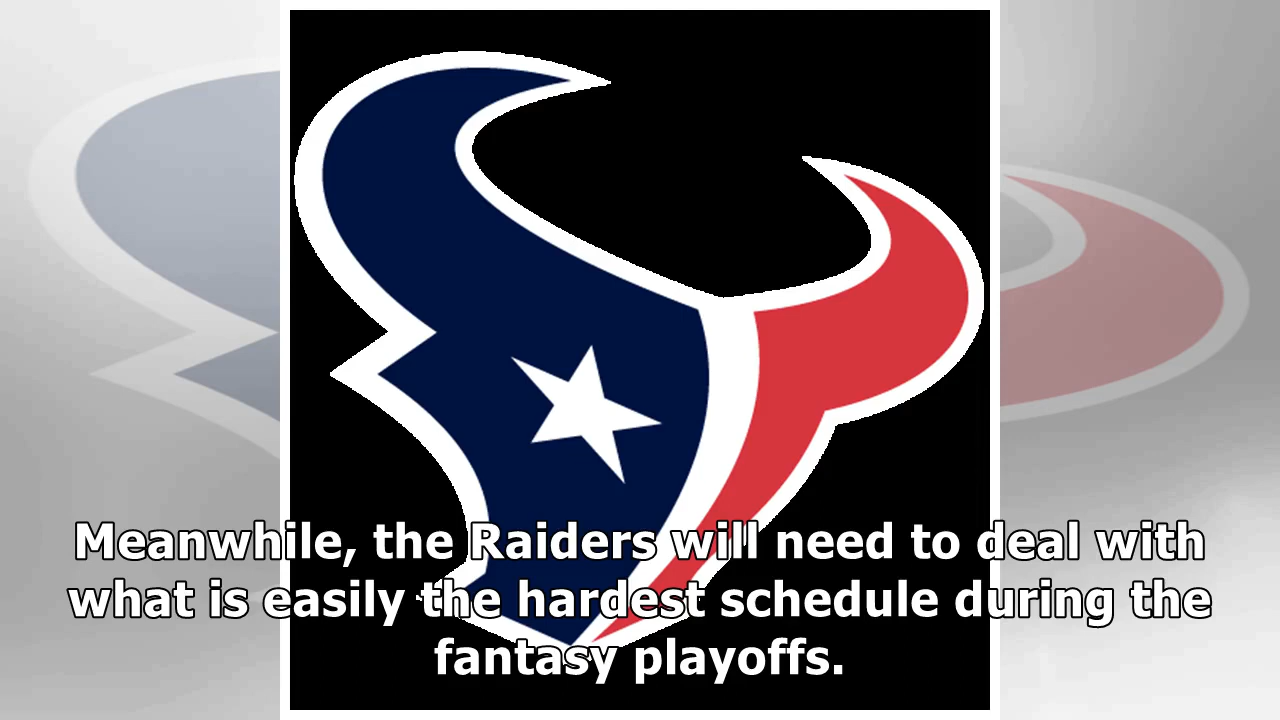 Meanwhile, the Raiders will need to deal with
what is easily the hardest schedule during the
fantasy playoffs.